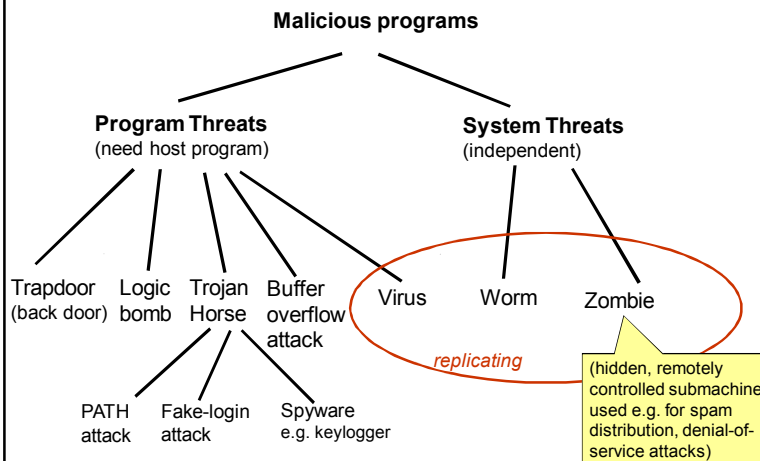 Malicious programs
Program Threats
(need host program)
System Threats
(independent)
Trapdoor
(back door)
Logic
bomb
Trojan
Horse
Buffer
overflow
attack
Virus
Worm
Zombie
replicating
(hidden, remotely
controlled submachine
used e.g. for spam
distribution, denial-of-
service attacks)
PATH
attack
Fake-login
attack
Spyware
e.g. keylogger